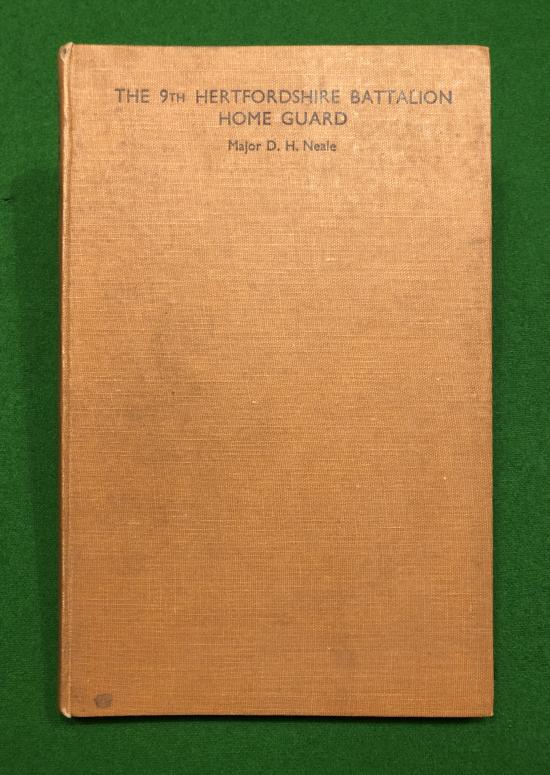 THE 9TH HERTFORDSHIRE BATTALION
HOME GUARD
Major D. H. Neale